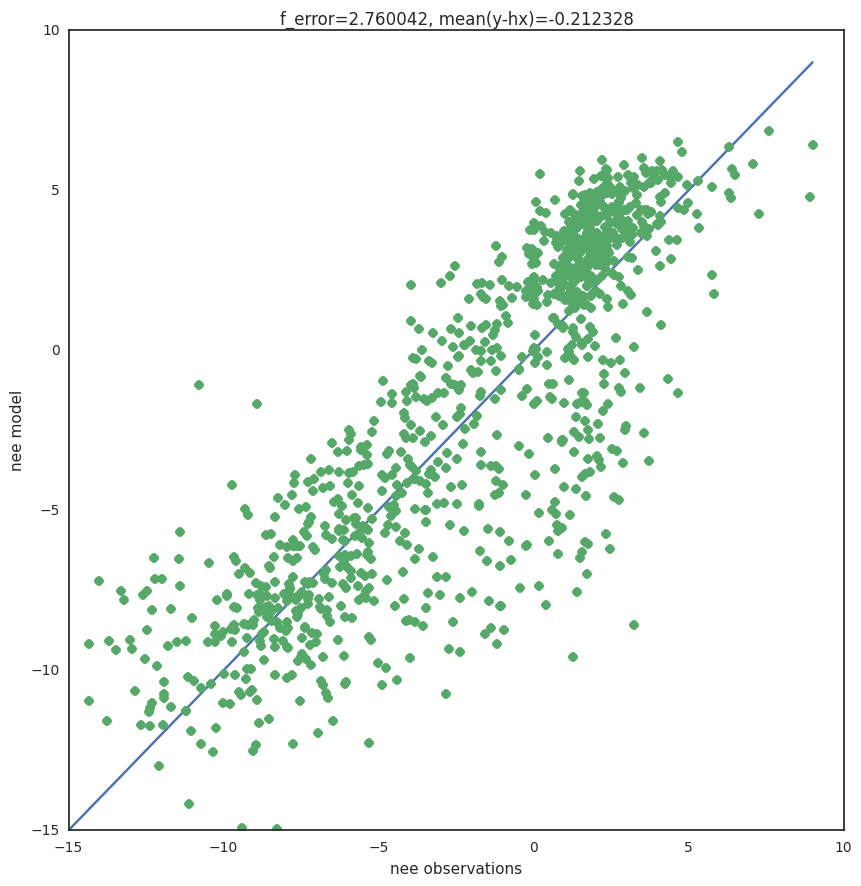 f_error=2.760042, mean(y-hx)=-0.212328
10
5
0
−5
−10
−15
nee model
−15 −10 −5 0 5 10
nee observations